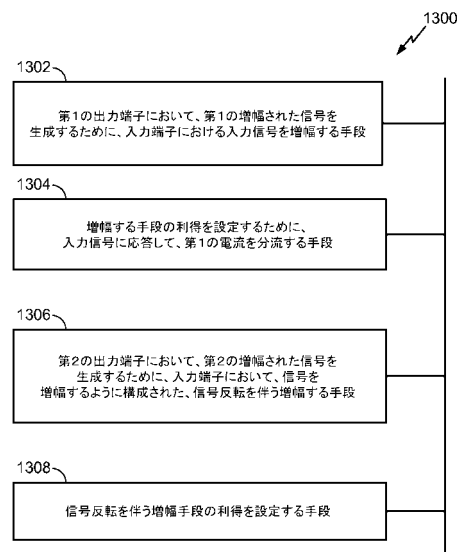 1300
1302
第1の出力端子において、第1の増幅された信号を
生成するために、入力端子における入力信号を増幅する手段
1304
増幅する手段の利得を設定するために、
入力信号に応答して、第1の電流を分流する手段
1306
第2の出力端子において、第2の増幅された信号を
生成するために、入力端子において、信号を
増幅するように構成された、信号反転を伴う増幅する手段
1308
信号反転を伴う増幅手段の利得を設定する手段